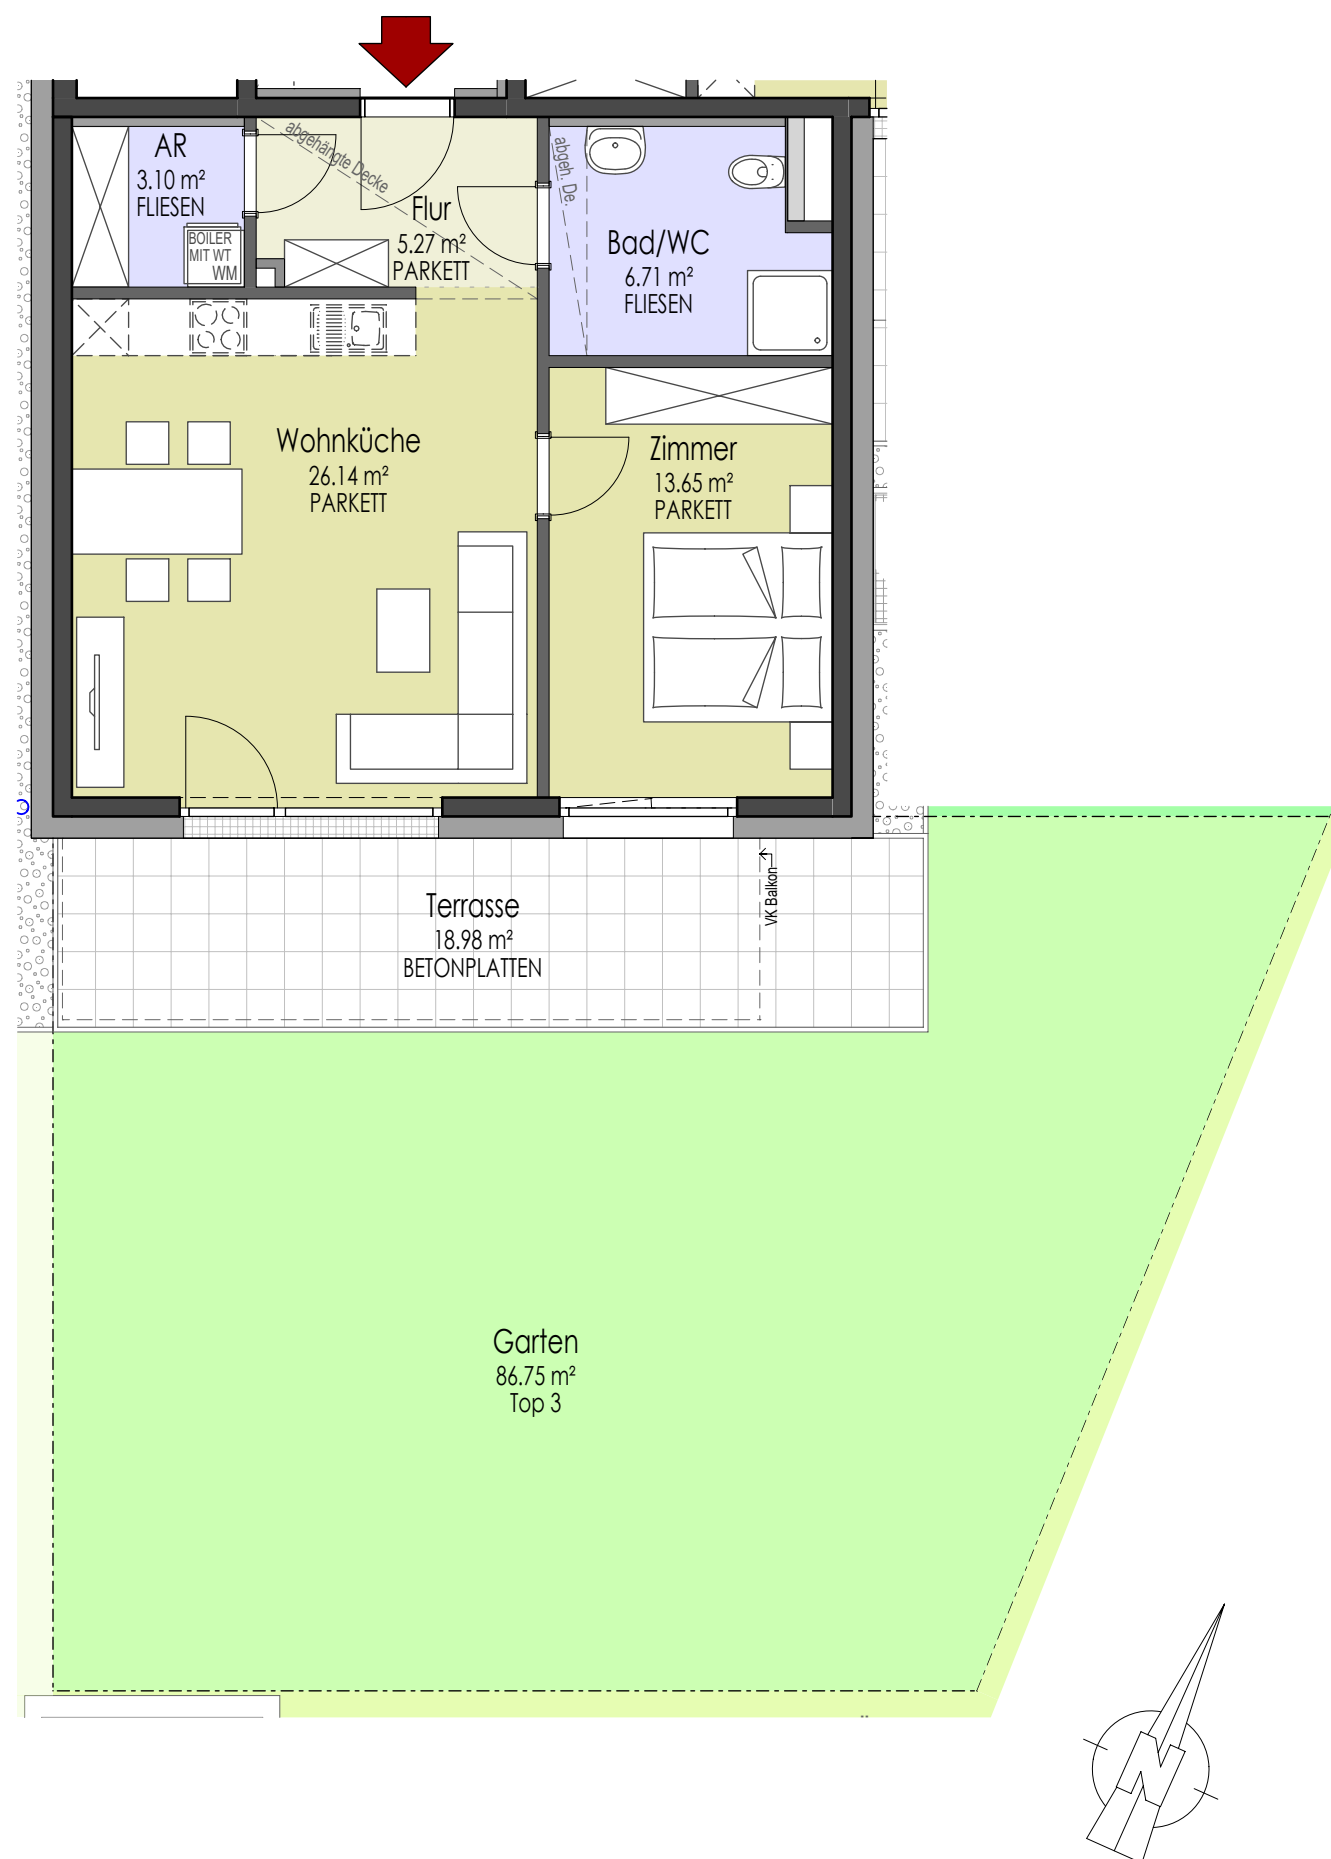 AR
3.10 m²
FLIESEN
BOILER
MIT WT
WM
abgehängte Decke
Flur
5.27 m²
PARKETT
abgeh. De.
Bad/WC
6.71 m²
FLIESEN
Wohnküche
26.14 m²
PARKETT
Zimmer
13.65 m²
PARKETT
Terrasse
18.98 m²
BETONPLATTEN
VK Balkon
Garten
86.75 m²
Top 3
N